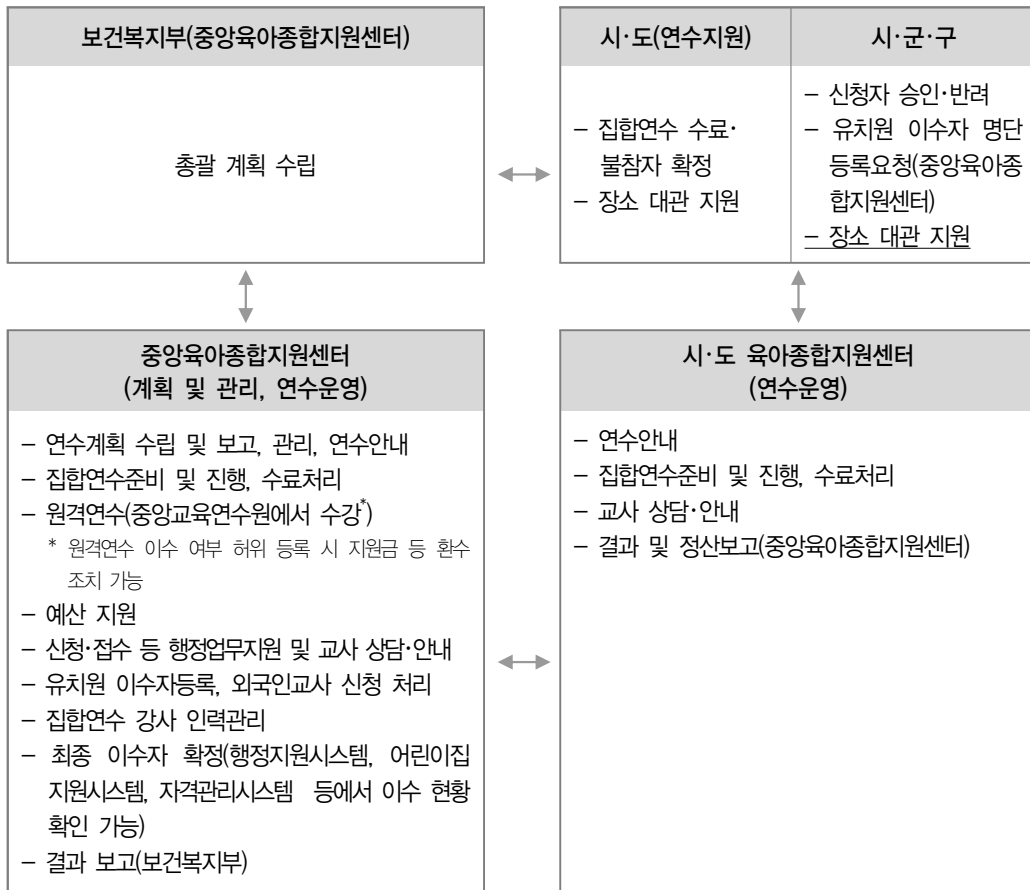 보건복지부(중앙육아종합지원센터)
총괄 계획 수립
시·도(연수지원)
– 집합연수 수료·
불참자 확정
– 장소 대관 지원
시·군·구
– 신청자 승인·반려
– 유치원 이수자 명단
등록요청(중앙육아종
합지원센터)
– 장소 대관 지원
중앙육아종합지원센터
(계획 및 관리, 연수운영)
– 연수계획 수립 및 보고, 관리, 연수안내
– 집합연수준비 및 진행, 수료처리
– 원격연수(중앙교육연수원에서 수강*)
* 원격연수 이수 여부 허위 등록 시 지원금 등 환수
조치 가능
– 예산 지원
– 신청·접수 등 행정업무지원 및 교사 상담·안내
– 유치원 이수자등록, 외국인교사 신청 처리
– 집합연수 강사 인력관리
– 최종 이수자 확정(행정지원시스템, 어린이집
지원시스템, 자격관리시스템 등에서 이수 현황
확인 가능)
– 결과 보고(보건복지부)
시·도 육아종합지원센터
(연수운영)
– 연수안내
– 집합연수준비 및 진행, 수료처리
– 교사 상담·안내
– 결과 및 정산보고(중앙육아종합지원센터)